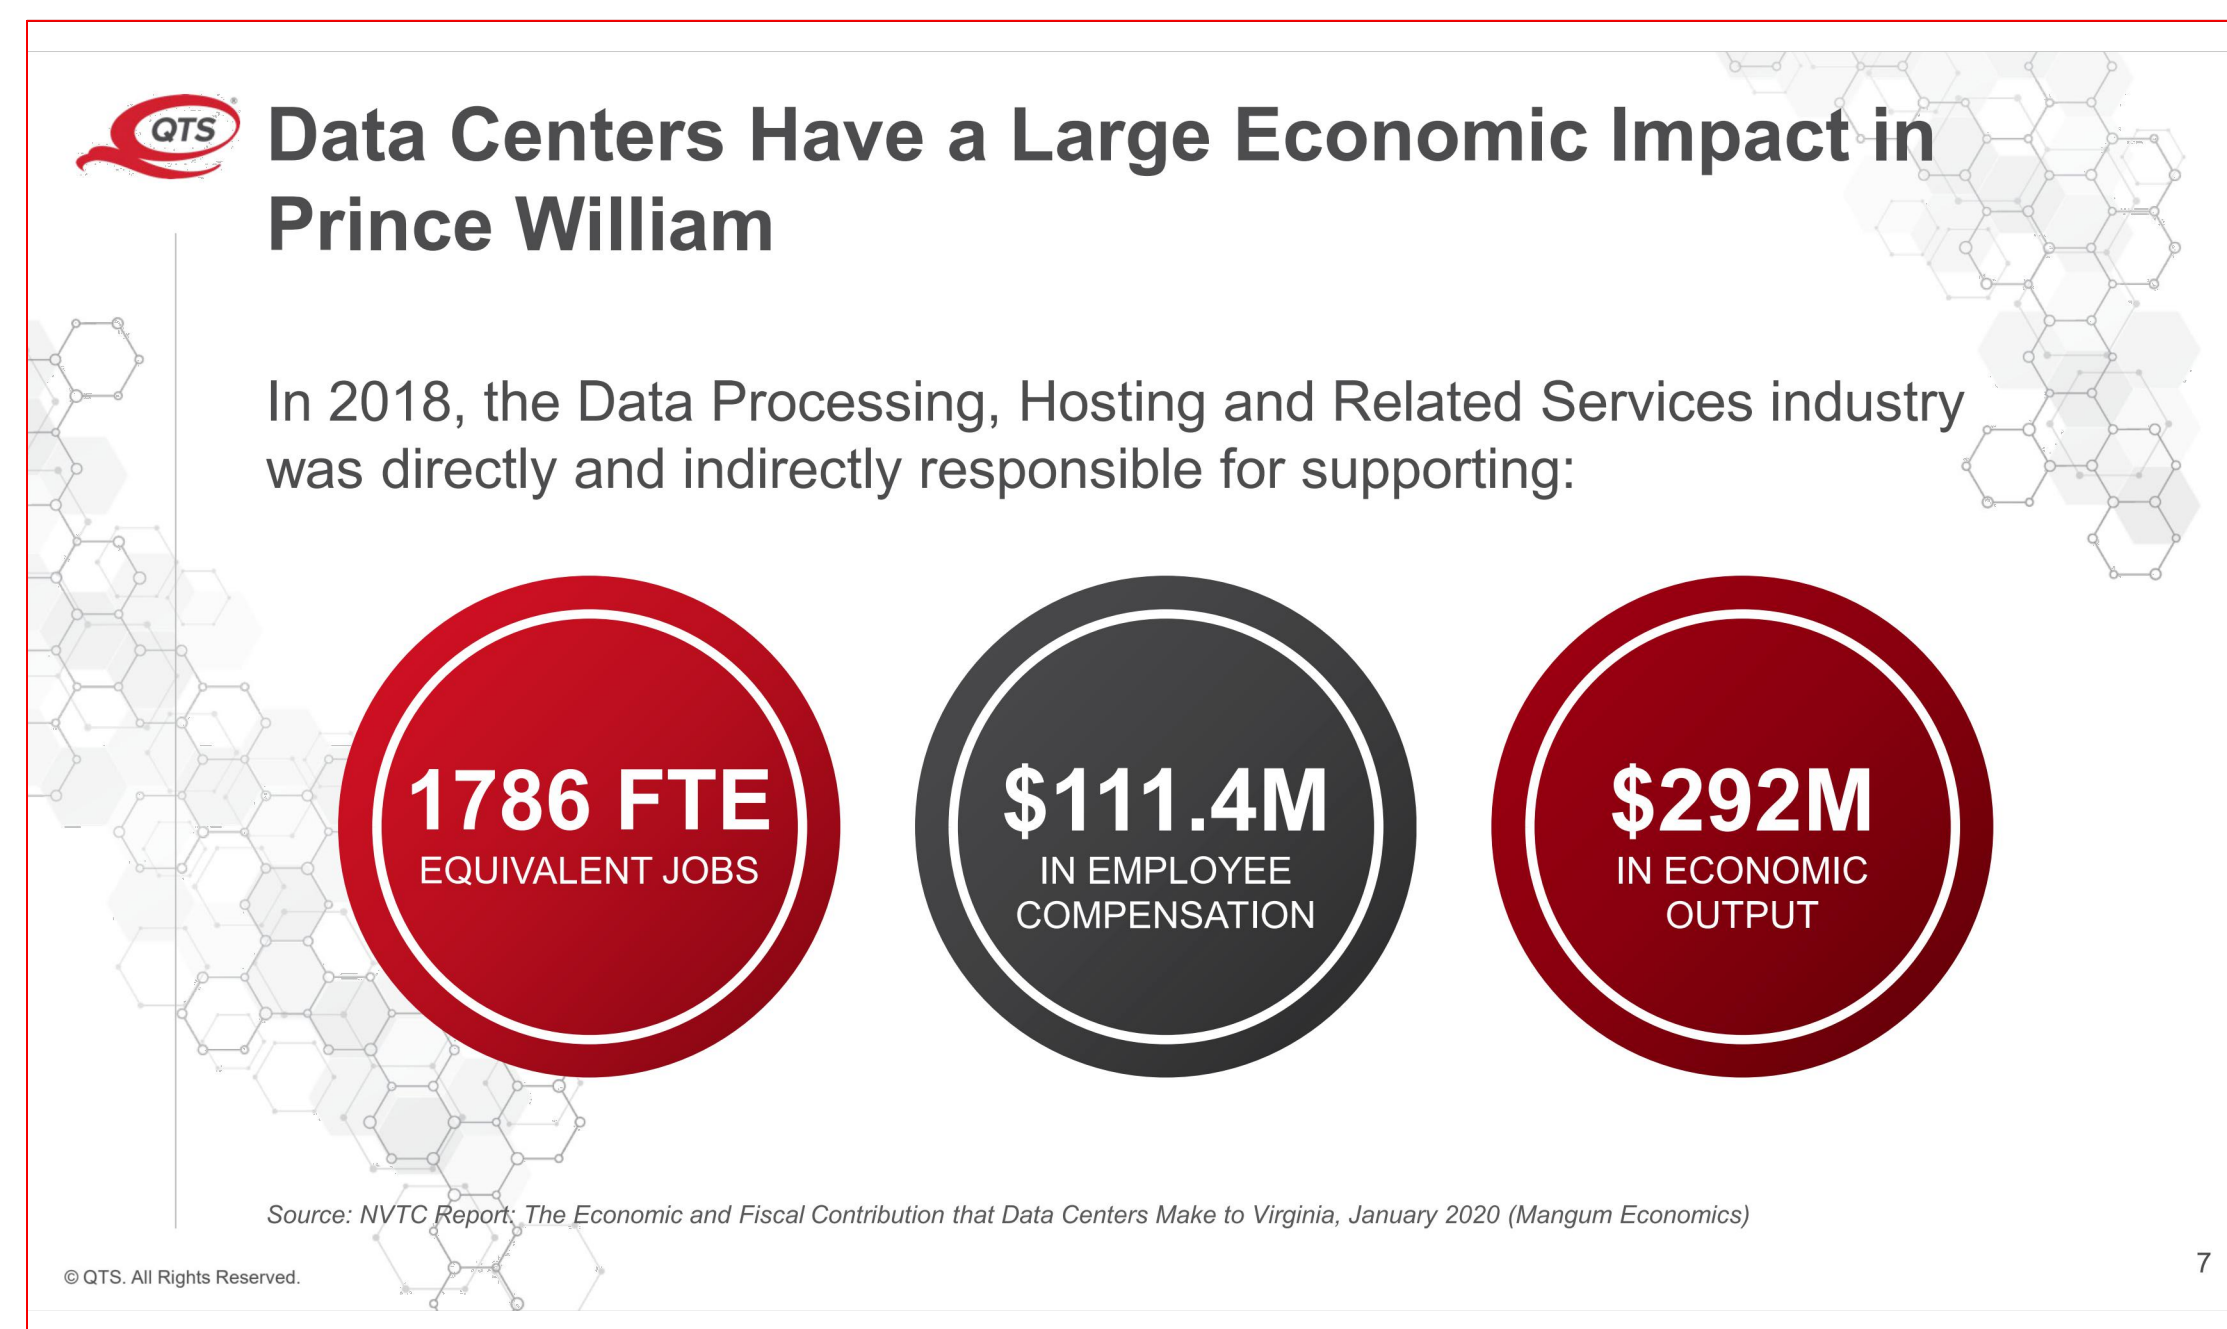 QTS®
Data Centers Have a Large Economic Impact in
Prince William
In 2018, the Data Processing, Hosting and Related Services industry
was directly and indirectly responsible for supporting:
1786 FTE
EQUIVALENT JOBS
$111.4M
IN EMPLOYEE
COMPENSATION
$292M
IN ECONOMIC
OUTPUT
Source: NVTC Report: The Economic and Fiscal Contribution that Data Centers Make to Virginia, January 2020 (Mangum Economics)
© QTS. All Rights Reserved.
7